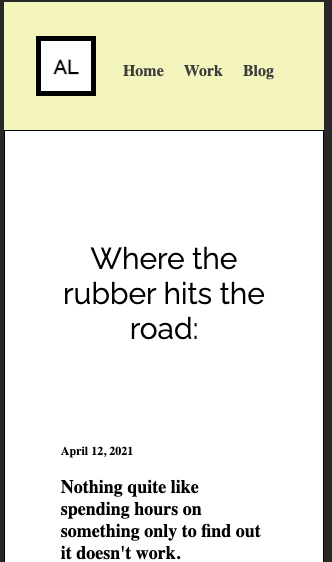 AL
Home Work Blog
Where the
rubber hits the
road:
April 12, 2021
Nothing quite like
spending hours on
something only to find out
it doesn't work.